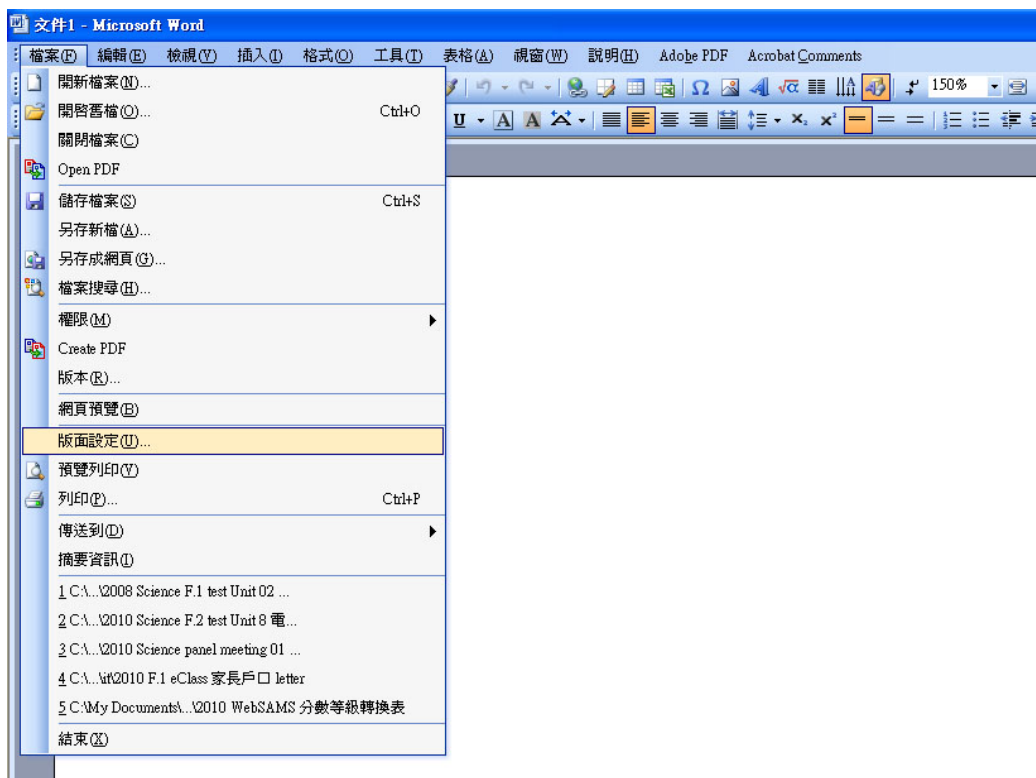 文件1 - Microsoft Word
檔案(F) 編輯(E) 檢視(V) 插入(I) 格式(O) 工具(T) 表格(A) 視窗(W) 說明(H) Adobe PDF Acrobat Comments
開新檔案(N)...
150%
開啓舊檔(O)... Ctrl+O
關閉檔案(C)
Open PDF
儲存檔案(S) Ctrl+S
另存新檔(A)...
另存成網頁(G)...
檔案搜尋(H)...
權限(M)
Create PDF
版本(R)...
網頁預覽(B)
版面設定(U)...
預覽列印(V)
列印(P)... Ctrl+P
傳送到(D)
摘要資訊(I)
1 C:\...\2008 Science F.1 test Unit 02 ...
2 C:\...\2010 Science F.2 test Unit 8 電...
3 C:\...\2010 Science panel meeting 01 ...
4 C:\...\it\2010 F.1 eClass 家長戶口 letter
5 C:\My Documents\...\2010 WebSAMS 分數等級轉換表
結束(X)